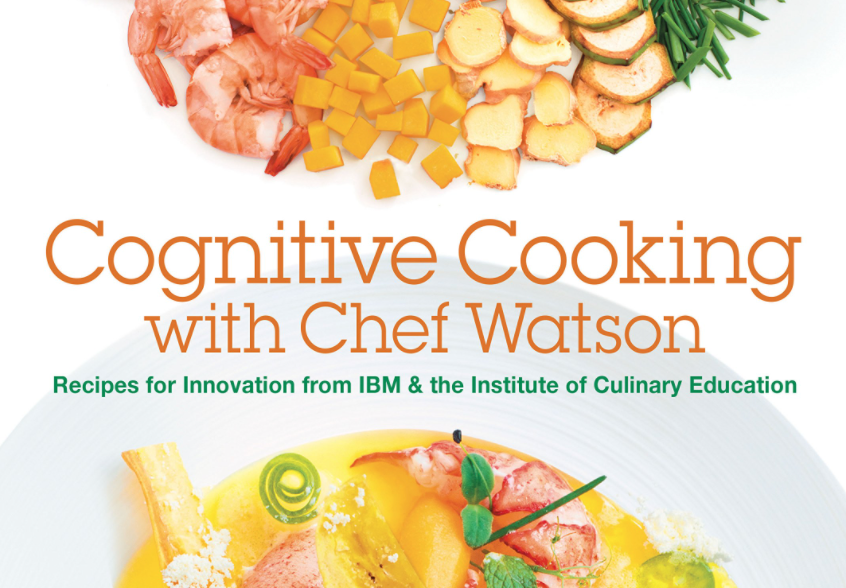 Cognitive Cooking
with Chef Watson
Recipes for Innovation from IBM & the Institute of Culinary Education